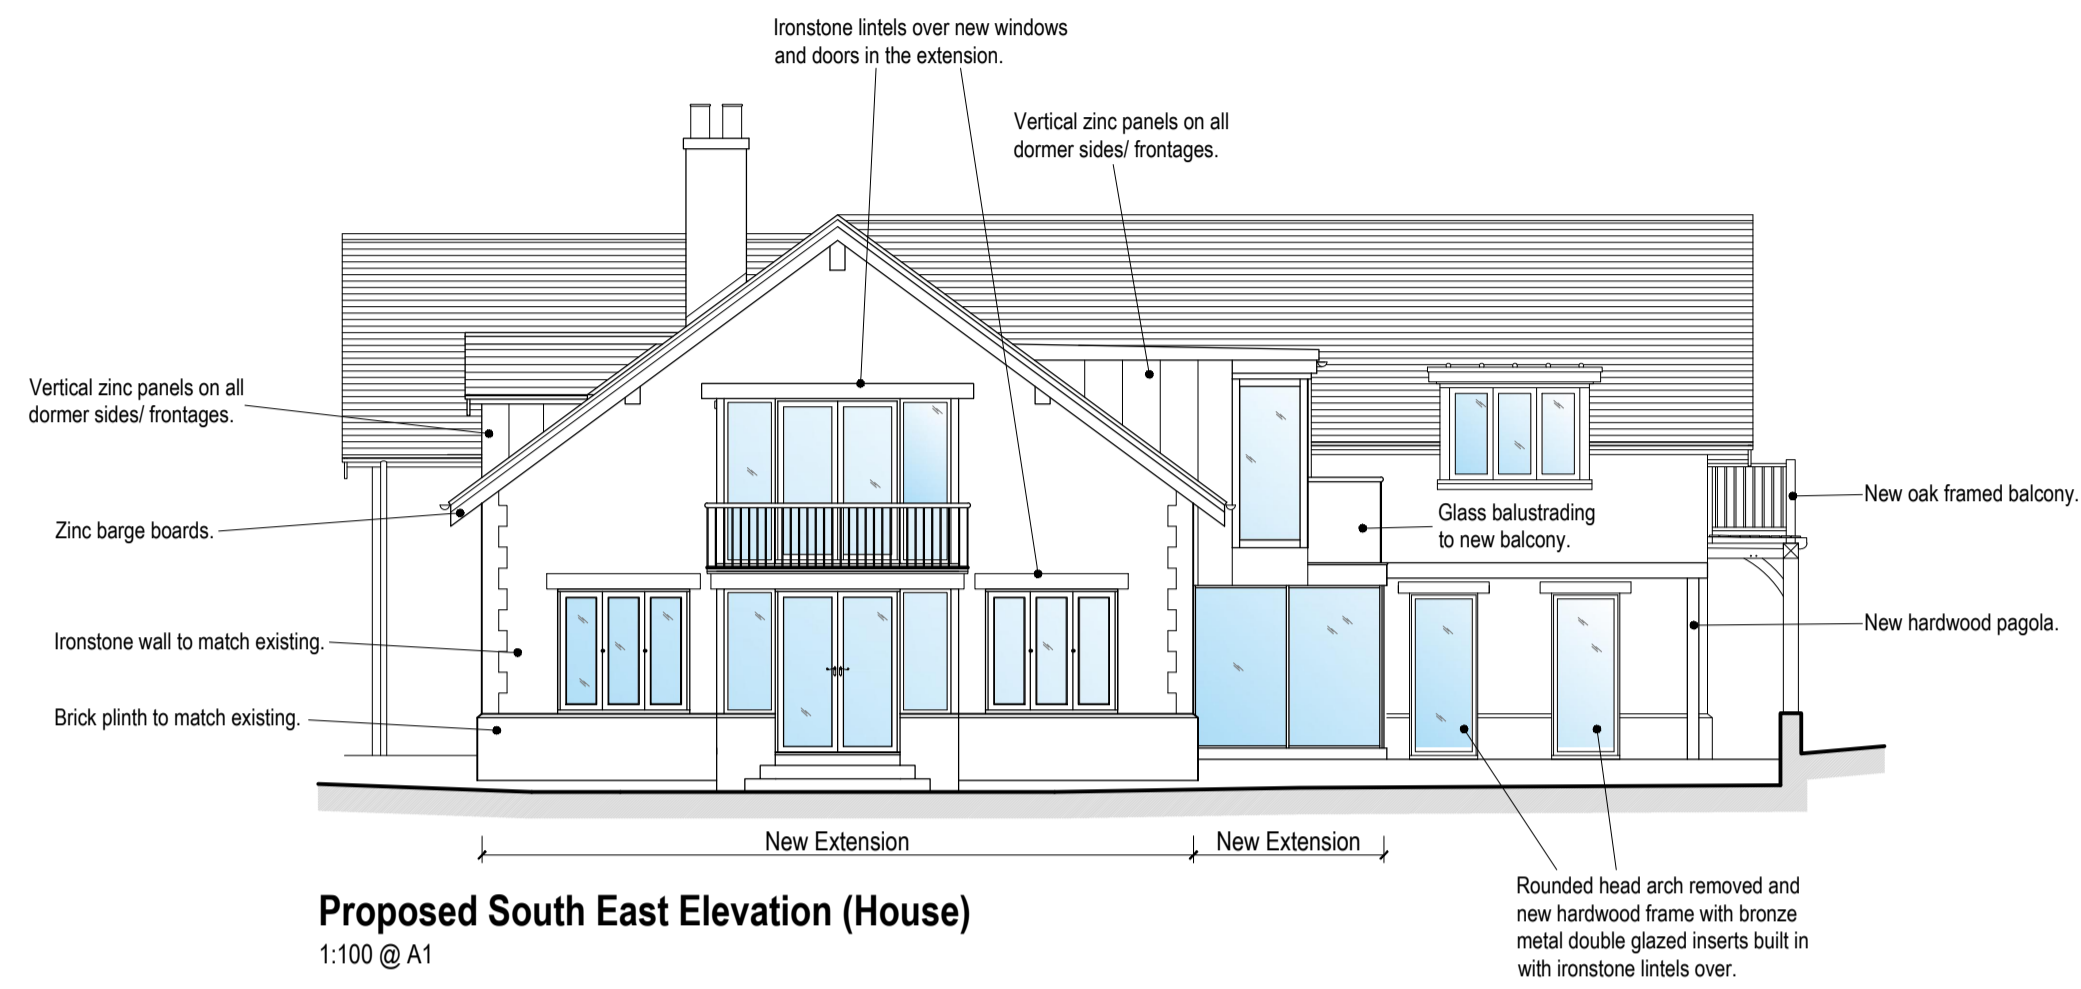 Ironstone lintels over new windows
and doors in the extension.
Vertical zinc panels on all
dormer sides/ frontages.
Vertical zinc panels on all
dormer sides/ frontages.
Zinc barge boards.
Ironstone wall to match existing.
Brick plinth to match existing.
Glass balustrading
to new balcony.
New oak framed balcony.
New hardwood pagola.
New Extension
New Extension
Rounded head arch removed and
new hardwood frame with bronze
metal double glazed inserts built in
with ironstone lintels over.
Proposed South East Elevation (House)
1:100 @ A1